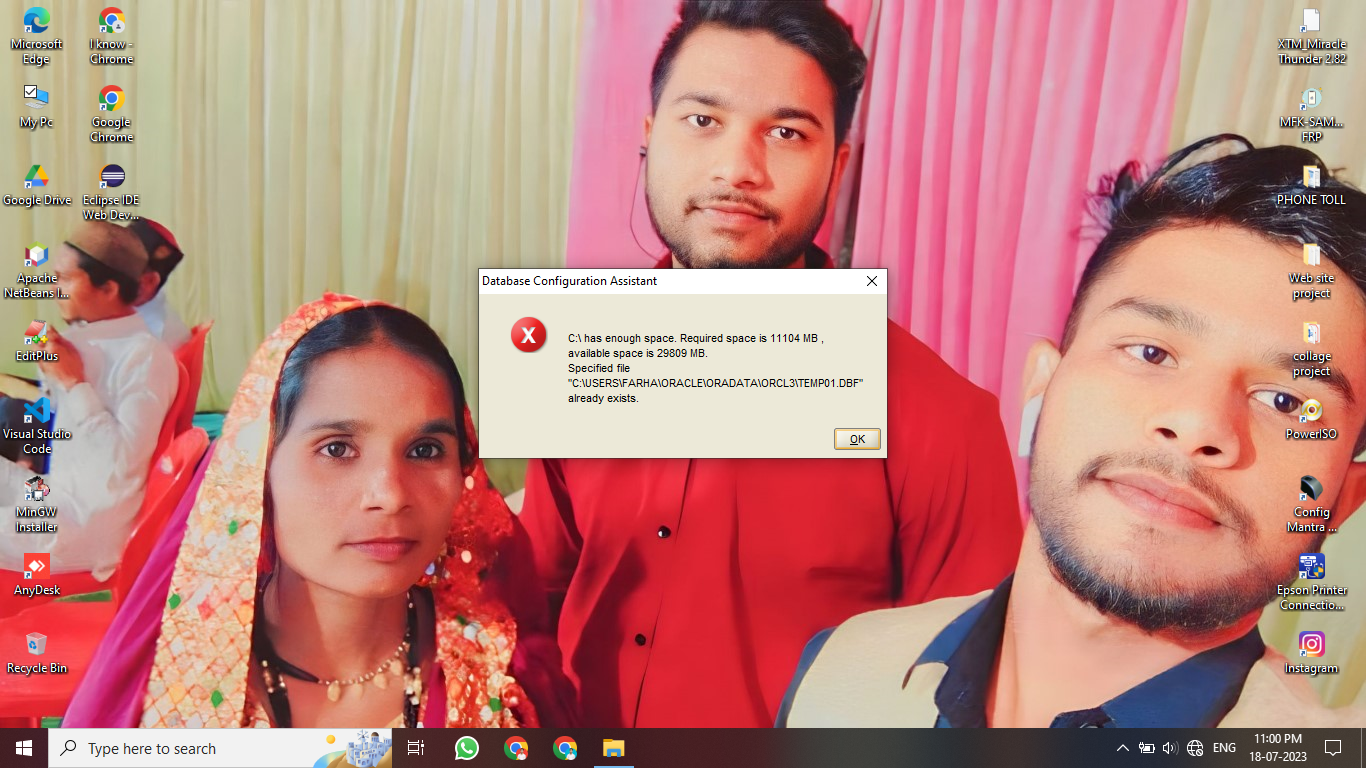 Microsoft
Edge
I know -
Chrome
My Pc
Google
Chrome
Google Drive
Eclipse IDE
Web Dev...
Apache
NetBeans I...
EditPlus
Visual Studio
Code
MinGW
Installer
AnyDesk
Recycle Bin
Database Configuration Assistant
X
C:\ has enough space. Required space is 11104 MB ,
available space is 29809 MB.
Specified file
"C:\USERS\FARHA\ORACLE\ORADATA\ORCL3\TEMP01.DBF"
already exists.
OK
XTM_Miracle
Thunder 2.82
MFK-SAM...
FRP
PHONE TOLL
Web site
project
collage
project
PowerISO
Config
Mantra ...
Epson Printer
Connectio...
Instagram
Type here to search
ENG
11:00 PM
18-07-2023